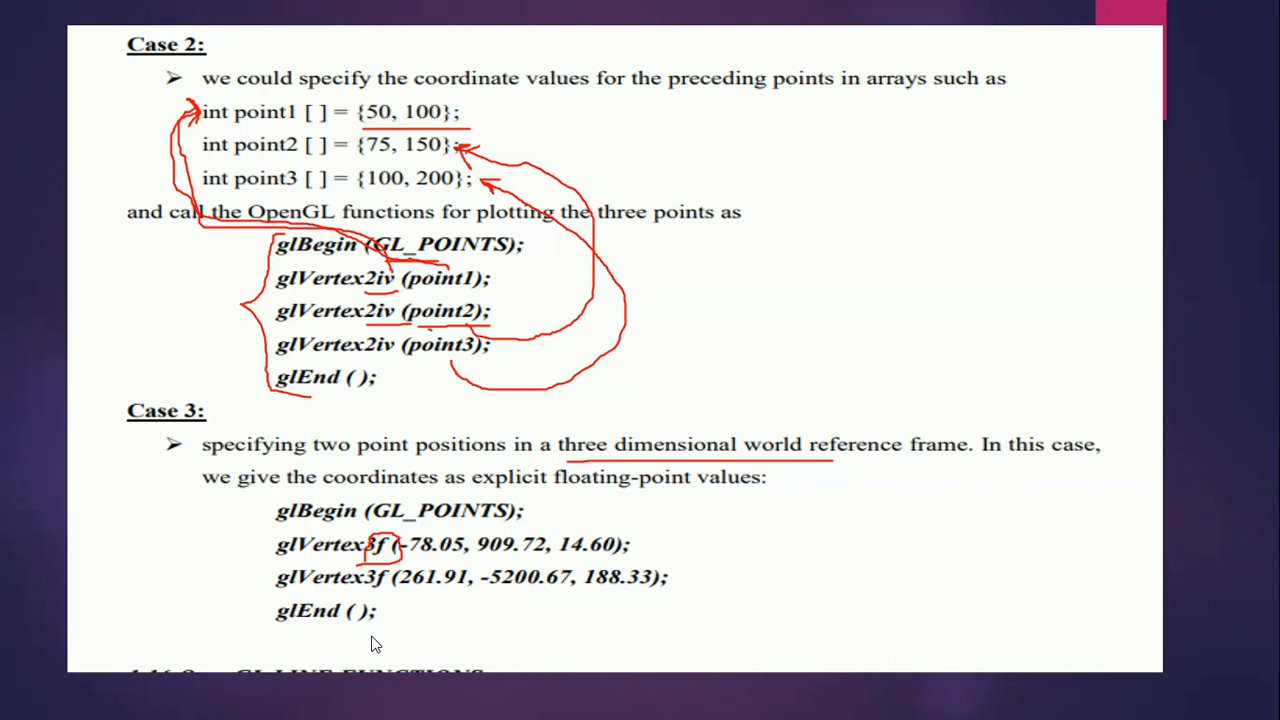 Case 2:
➤ we could specify the coordinate values for the preceding points in arrays such as
int point1 [ ] = {50, 100};
int point2 [ ] = {75, 150};
int point3 [ ] = {100, 200};
and call the OpenGL functions for plotting the three points as
glBegin (GL_POINTS);
glVertex2iv (point1);
glVertex2iv (point2);
glVertex2iv (point3);
glEnd ( );
Case 3:
➤ specifying two point positions in a three dimensional world reference frame. In this case,
we give the coordinates as explicit floating-point values:
glBegin (GL_POINTS);
glVertex3f (-78.05, 909.72, 14.60);
glVertex3f (261.91, -5200.67, 188.33);
glEnd ( );
GL LINE FUNCTIONS